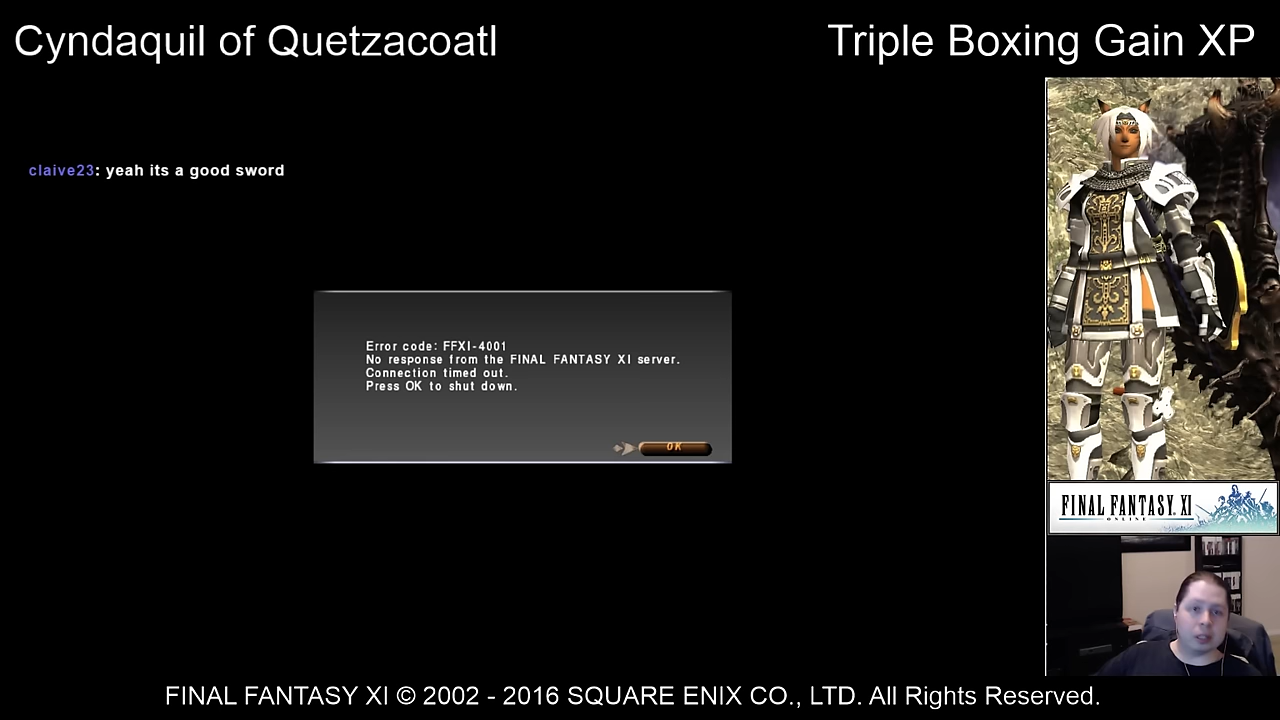 Cyndaquil of Quetzacoatl
Triple Boxing Gain XP
claive23: yeah its a good sword
Error code: FFXI-4001
No response from the FINAL FANTASY XI server.
Connection timed out.
Press OK to shut down.
OK
FINAL FANTASY XI
ONLINE
FINAL FANTASY XI © 2002 - 2016 SQUARE ENIX CO., LTD. All Rights Reserved.